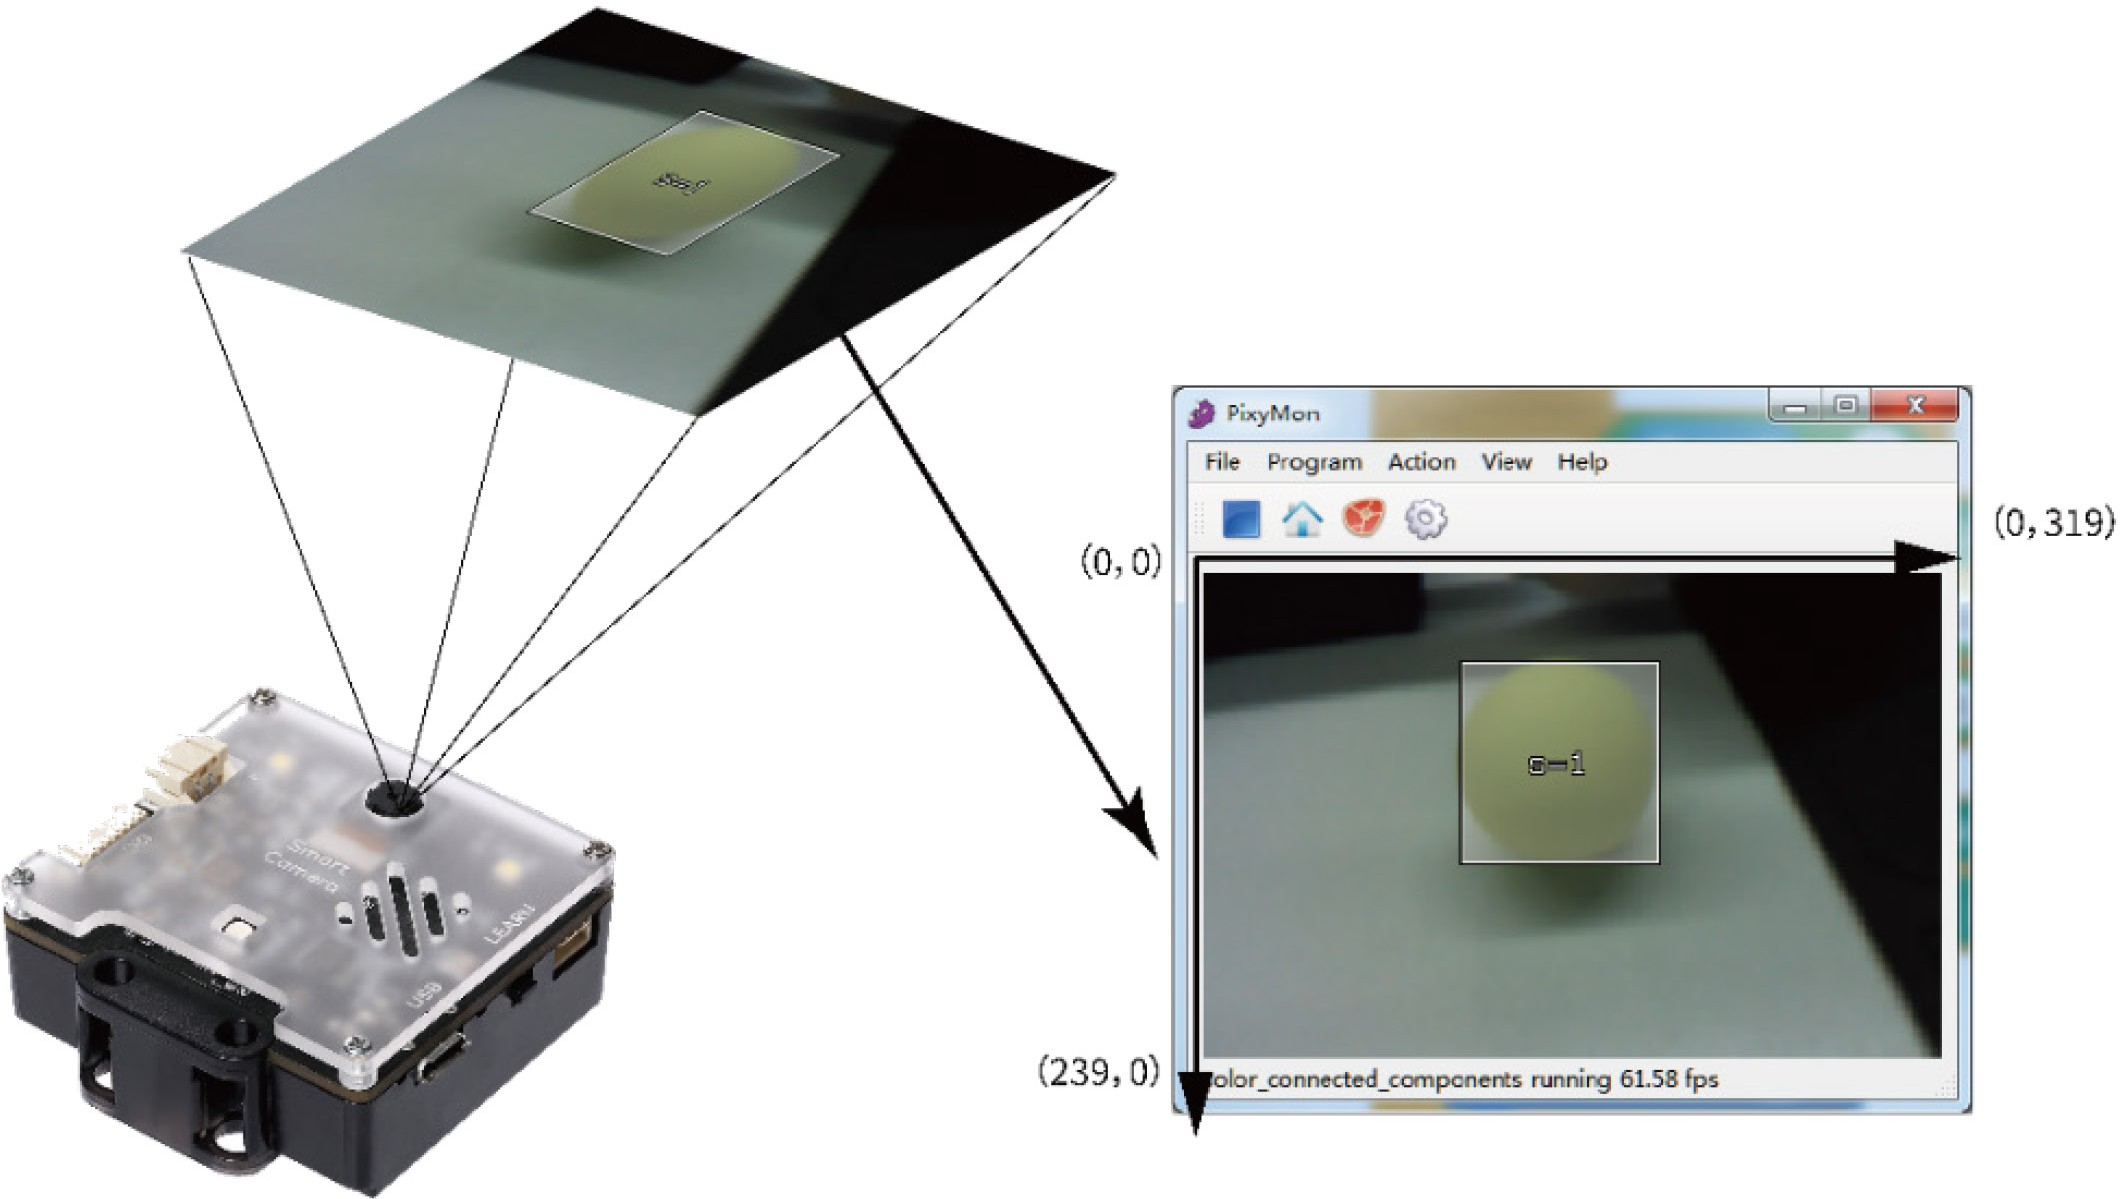 s=1
PixyMon
File Program Action View Help
(0,319)
(0,0)
s=1
(239,0)
olor_connected_components running 61.58 fps
Smart
Camera
LEARN
USB